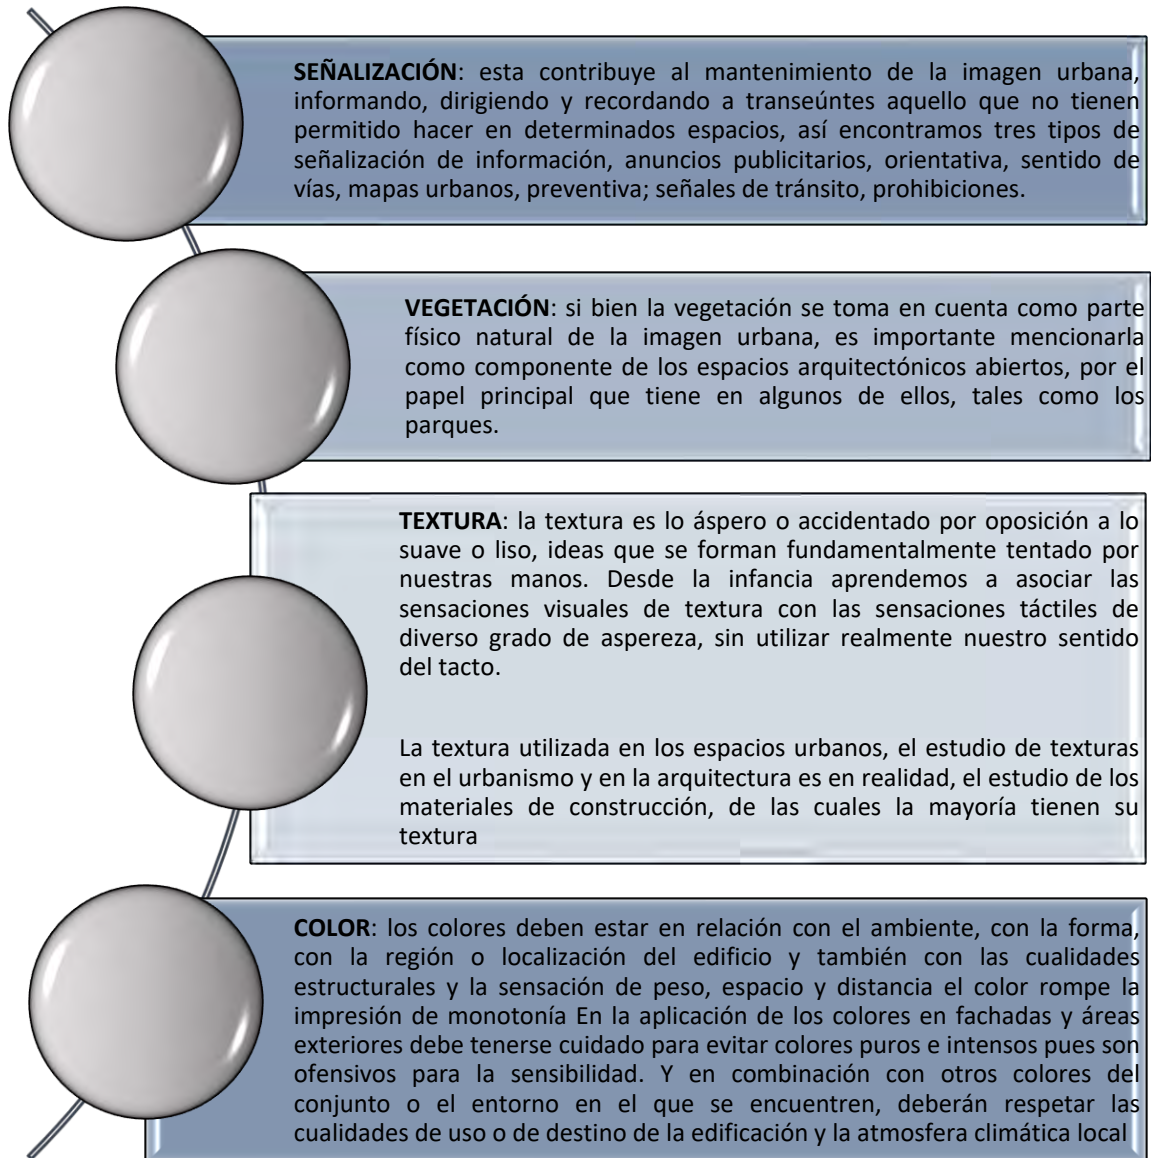 SEÑALIZACIÓN: esta contribuye al mantenimiento de la imagen urbana,
informando, dirigiendo y recordando a transeúntes aquello que no tienen
permitido hacer en determinados espacios, así encontramos tres tipos de
señalización de información, anuncios publicitarios, orientativa, sentido de
vías, mapas urbanos, preventiva; señales de tránsito, prohibiciones.
VEGETACIÓN: si bien la vegetación se toma en cuenta como parte
físico natural de la imagen urbana, es importante mencionarla
como componente de los espacios arquitectónicos abiertos, por el
papel principal que tiene en algunos de ellos, tales como los
parques.
TEXTURA: la textura es lo áspero o accidentado por oposición a lo
suave o liso, ideas que se forman fundamentalmente tentado por
nuestras manos. Desde la infancia aprendemos a asociar las
sensaciones visuales de textura con las sensaciones táctiles de
diverso grado de aspereza, sin utilizar realmente nuestro sentido
del tacto.
La textura utilizada en los espacios urbanos, el estudio de texturas
en el urbanismo y en la arquitectura es en realidad, el estudio de los
materiales de construcción, de las cuales la mayoría tienen su
textura
COLOR: los colores deben estar en relación con el ambiente, con la forma,
con la región o localización del edificio y también con las cualidades
estructurales y la sensación de peso, espacio y distancia el color rompe la
impresión de monotonía En la aplicación de los colores en fachadas y áreas
exteriores debe tenerse cuidado para evitar colores puros e intensos pues son
ofensivos para la sensibilidad. Y en combinación con otros colores del
conjunto o el entorno en el que se encuentren, deberán respetar las
cualidades de uso o de destino de la edificación y la atmosfera climática local